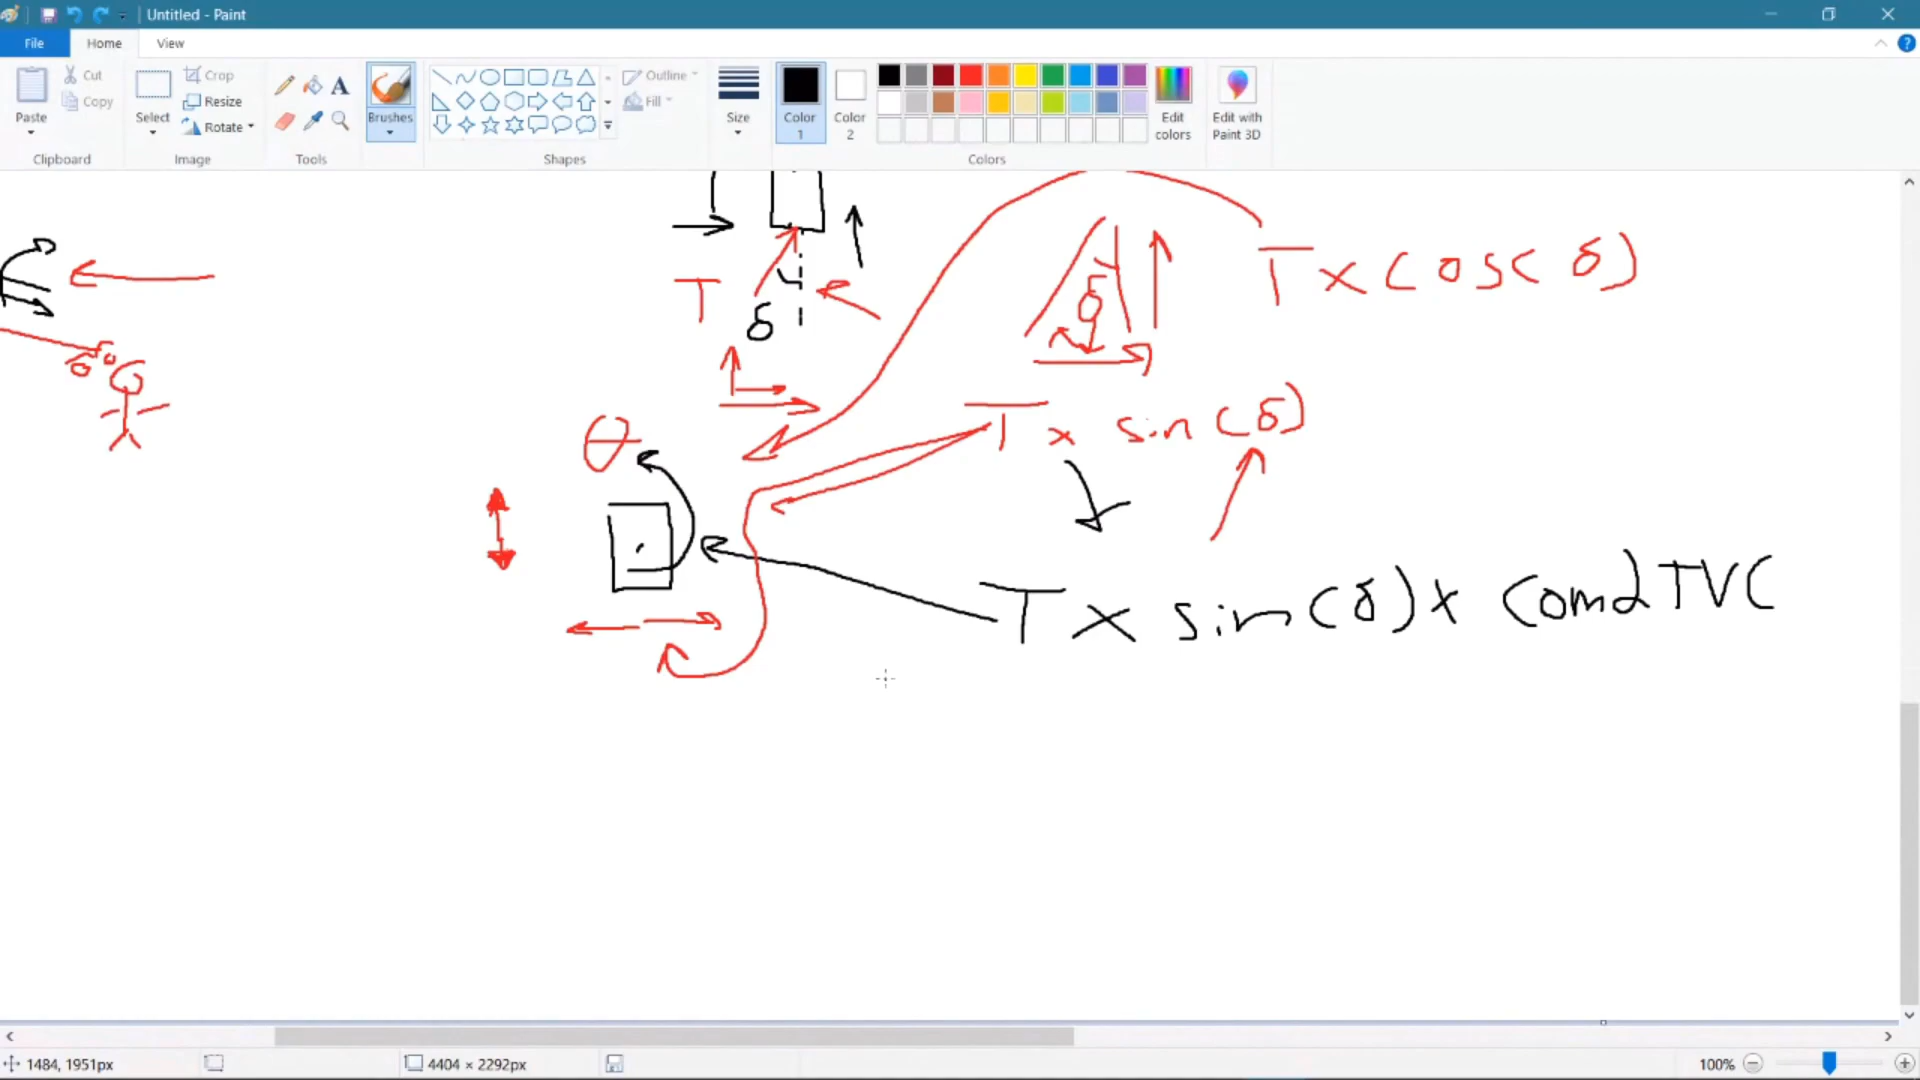 Untitled - Paint
File Home View
Paste
Cut
Copy
Clipboard
Select
Crop
Resize
Rotate
Image
A
Tools
Brushes
Shapes
Outline
Fill
Size
Color 1
Color 2
Colors
Edit colors
Edit with Paint 3D
T
δ
δ
T x cos( δ )
δ
θ
T x sin( δ )
T x sin( δ ) x comdTVC
1484, 1951px
4404 × 2292px
100%